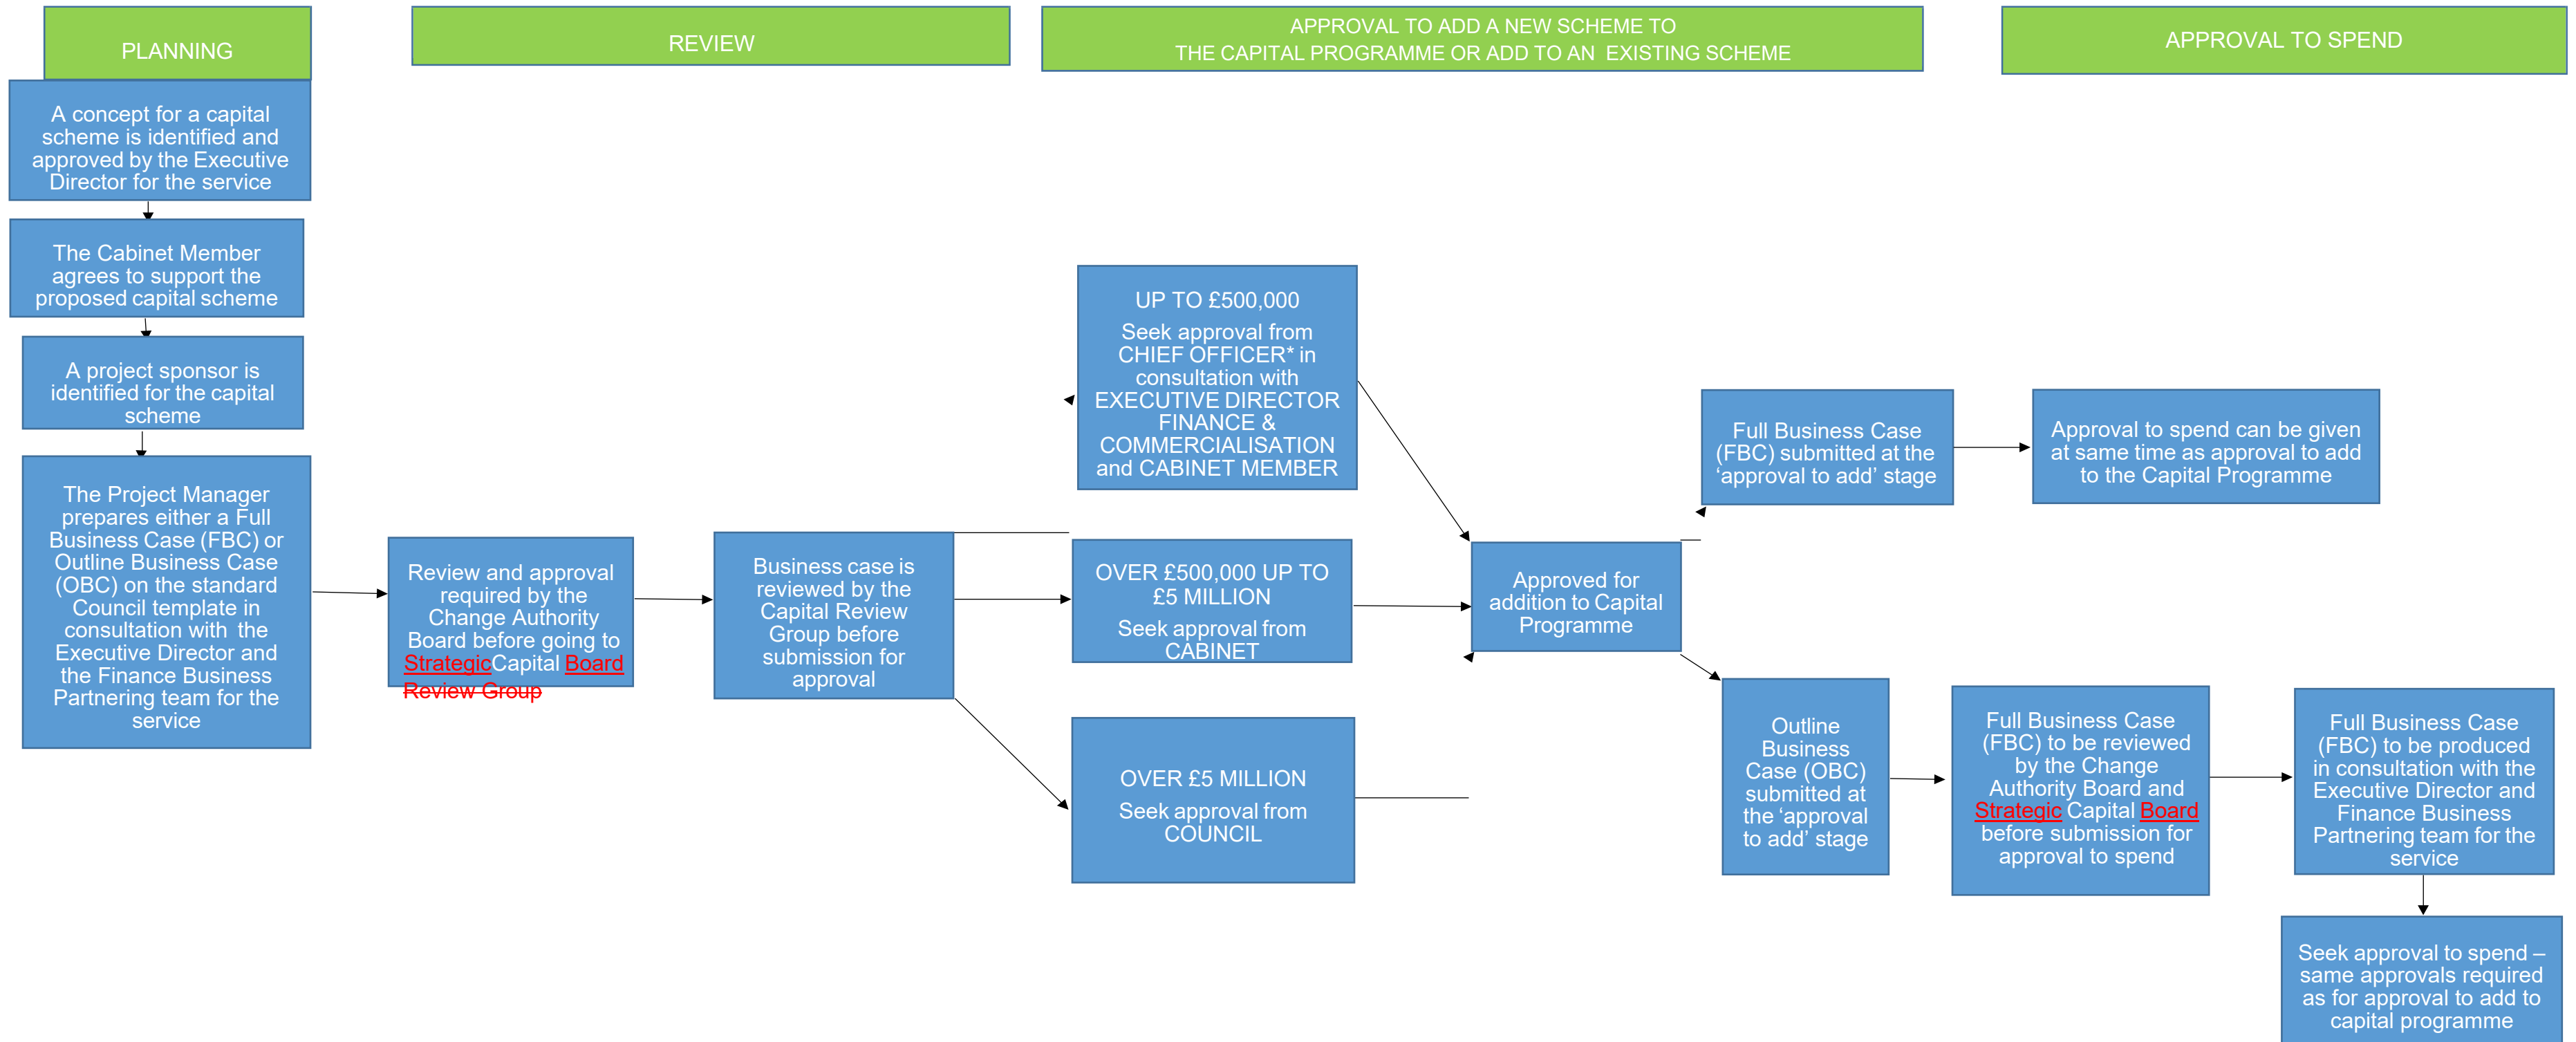 PLANNING
REVIEW
APPROVAL TO ADD A NEW SCHEME TO
THE CAPITAL PROGRAMME OR ADD TO AN EXISTING SCHEME
APPROVAL TO SPEND
A concept for a capital
scheme is identified and
approved by the Executive
Director for the service
The Cabinet Member
agrees to support the
proposed capital scheme
A project sponsor is
identified for the capital
scheme
The Project Manager
prepares either a Full
Business Case (FBC) or
Outline Business Case
(OBC) on the standard
Council template in
consultation with the
Executive Director and
the Finance Business
Partnering team for the
service
Review and approval
required by the
Change Authority
Board before going to
StrategicCapital Board
Review Group
Business case is
reviewed by the
Capital Review
Group before
submission for
approval
UP TO £500,000
Seek approval from
CHIEF OFFICER* in
consultation with
EXECUTIVE DIRECTOR
FINANCE &
COMMERCIALISATION
and CABINET MEMBER
OVER £500,000 UP TO
£5 MILLION
Seek approval from
CABINET
OVER £5 MILLION
Seek approval from
COUNCIL
Approved for
addition to Capital
Programme
Full Business Case
(FBC) submitted at the
‘approval to add’ stage
Approval to spend can be given
at same time as approval to add
to the Capital Programme
Outline
Business
Case (OBC)
submitted at
the ‘approval
to add’ stage
Full Business Case
(FBC) to be reviewed
by the Change
Authority Board and
Strategic Capital Board
before submission for
approval to spend
Full Business Case
(FBC) to be produced
in consultation with the
Executive Director and
Finance Business
Partnering team for the
service
Seek approval to spend –
same approvals required
as for approval to add to
capital programme